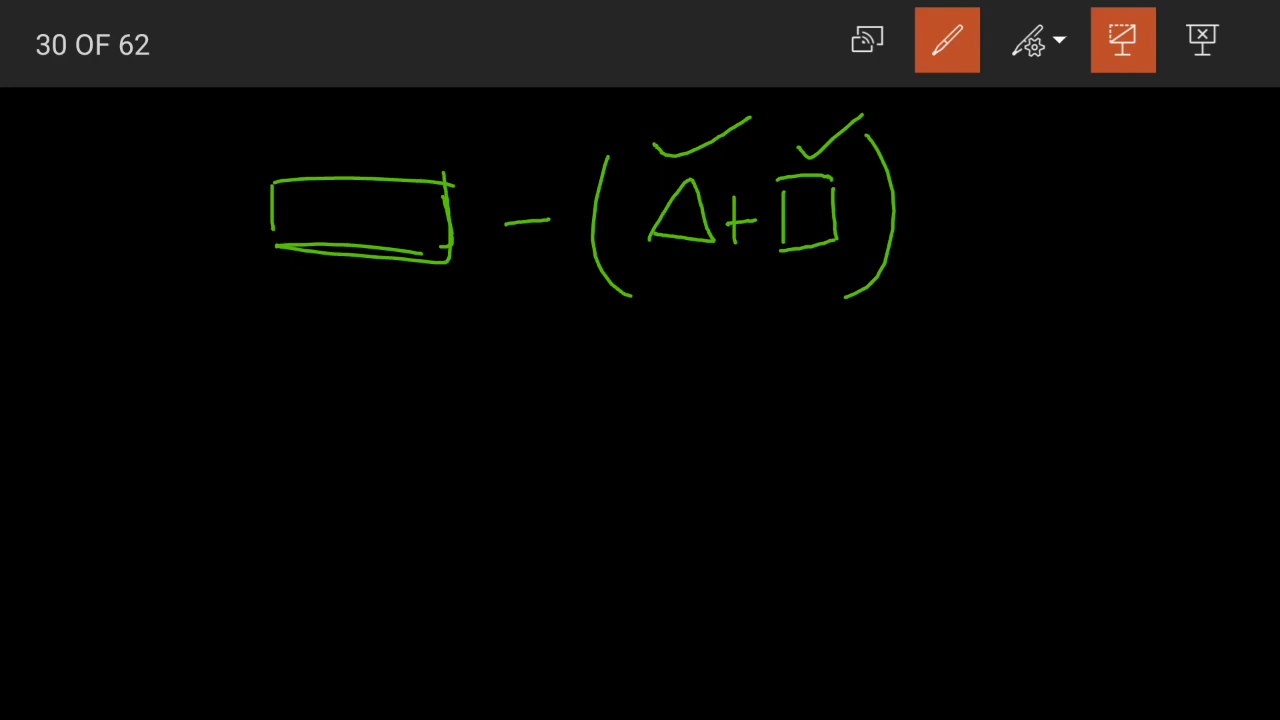 30 OF 62
▭ - ( △ + □ )